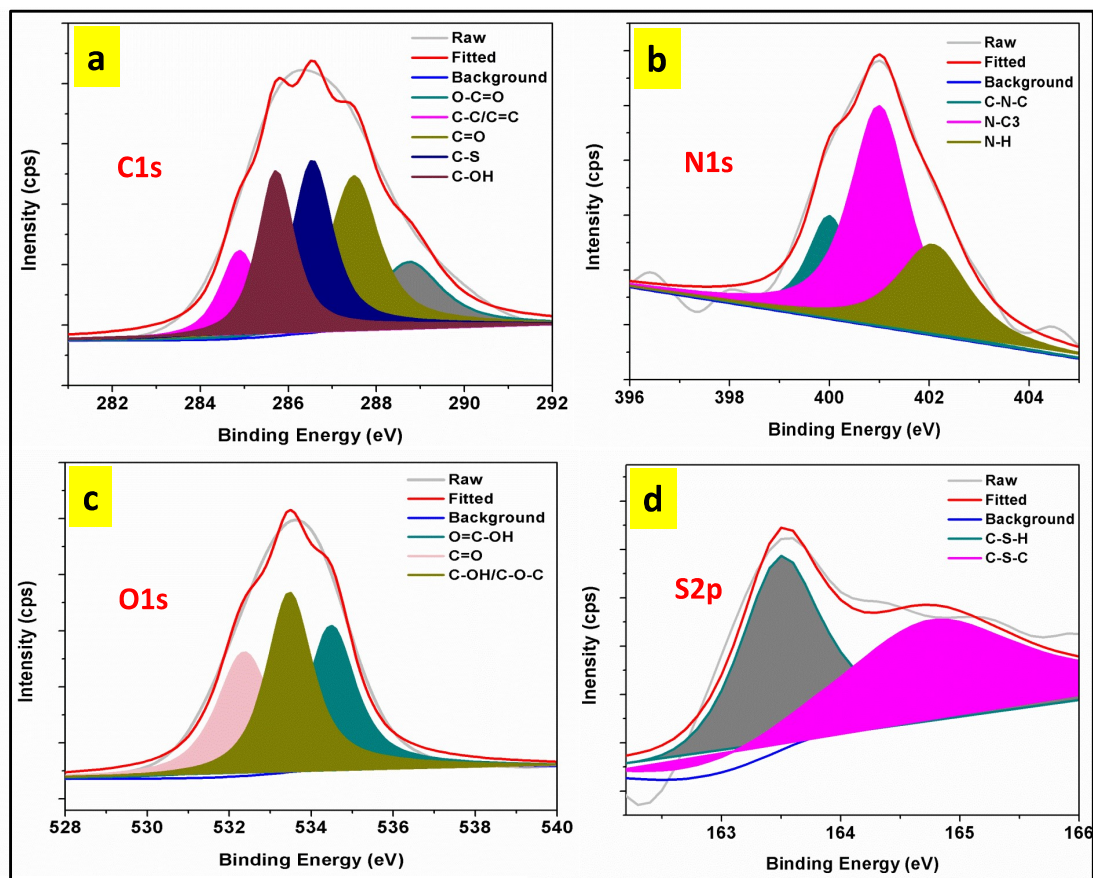 a
C1s
Raw
Fitted
Background
O-C=O
C-C/C=C
C=O
C-S
C-OH
Inensity (cps)
282 284 286 288 290 292
Binding Energy (eV)
b
N1s
Raw
Fitted
Background
C-N-C
N-C3
N-H
Intensity (cps)
396 398 400 402 404
Binding Energy (eV)
c
O1s
Raw
Fitted
Background
O=C-OH
C=O
C-OH/C-O-C
Intensity (cps)
528 530 532 534 536 538 540
Binding Energy (eV)
d
S2p
Raw
Fitted
Background
C-S-H
C-S-C
Inensity (cps)
163 164 165 166
Binding Energy (eV)